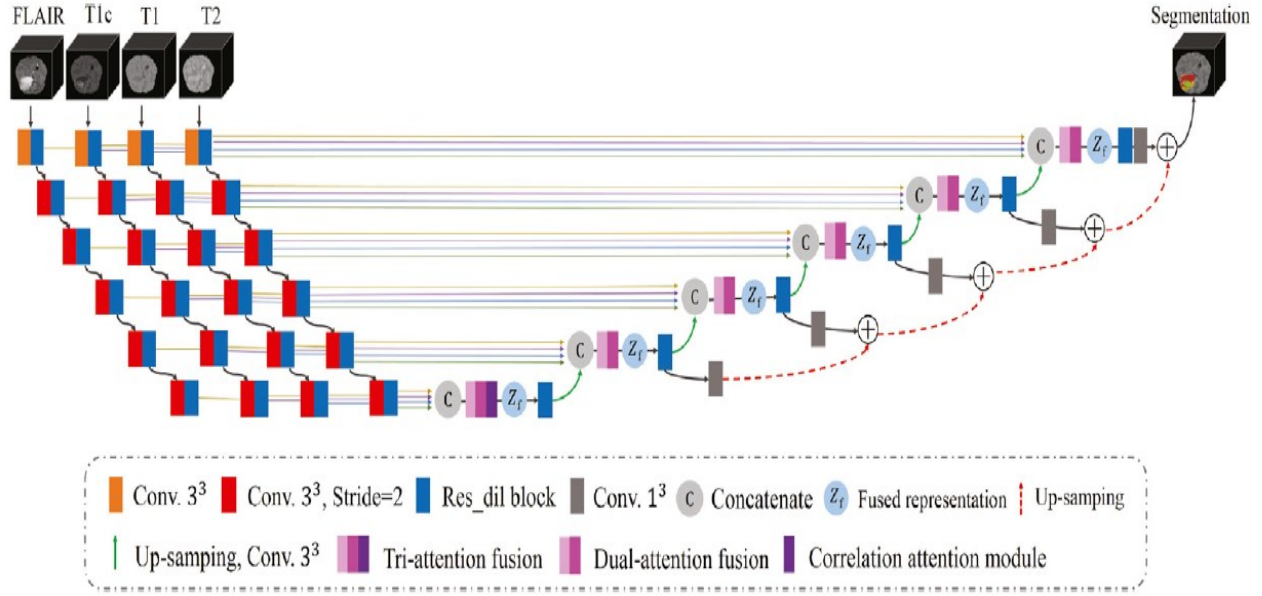 FLAIR T1c T1 T2 Segmentation
C Z_f
C Z_f
C Z_f
C Z_f
C Z_f
C Z_f
Conv. 3³ Conv. 3³, Stride=2 Res_dil block Conv. 1³ C Concatenate Z_f Fused representation Up-samping
Up-samping, Conv. 3³ Tri-attention fusion Dual-attention fusion Correlation attention module